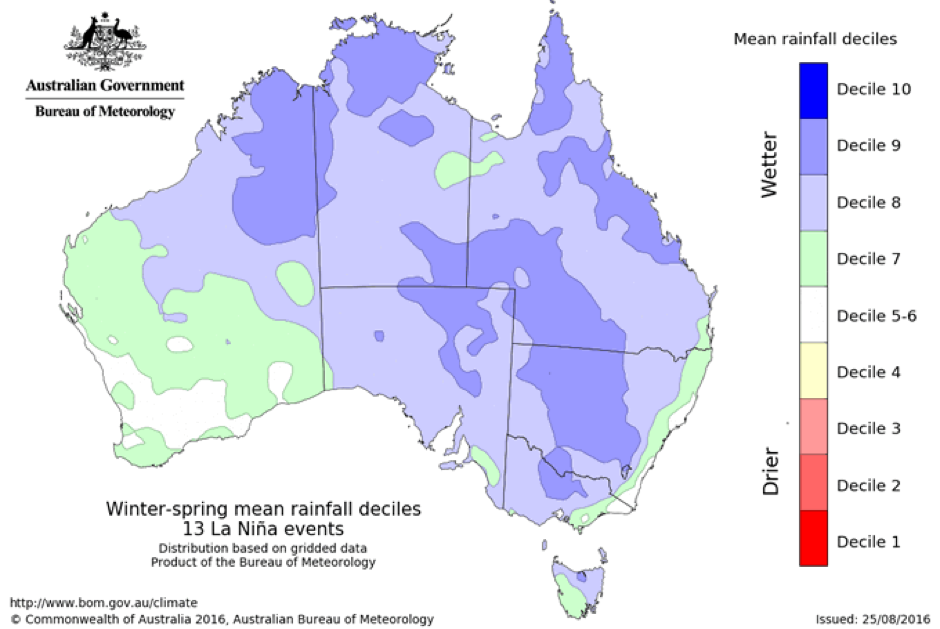 Australian Government
Bureau of Meteorology
Mean rainfall deciles
Wetter
Drier
Decile 10
Decile 9
Decile 8
Decile 7
Decile 5-6
Decile 4
Decile 3
Decile 2
Decile 1
Winter-spring mean rainfall deciles
13 La Niña events
Distribution based on gridded data
Product of the Bureau of Meteorology
http://www.bom.gov.au/climate
© Commonwealth of Australia 2016, Australian Bureau of Meteorology
Issued: 25/08/2016